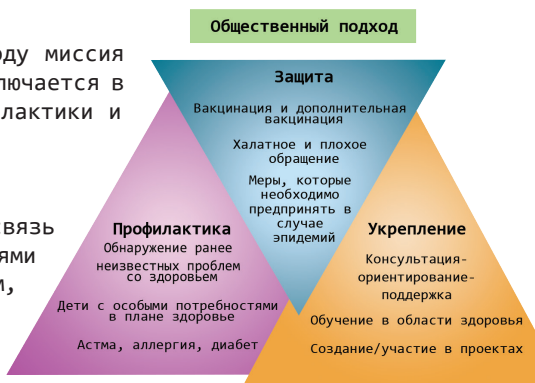 Общественный подход
оду миссия
лючается в
лактики и
связь
ями
и,
Защита
Вакцинация и дополнительная
вакцинация
Халатное и плохое
обращение
Меры, которые
необходимо
предпринять в
случае
эпидемий
Профилактика
Обнаружение ранее
неизвестных проблем
со здоровьем
Дети с особыми потребностями
в плане здоровье
Астма, аллергия, диабет
Укрепление
Консультация-
ориентирование-
поддержка
Обучение в области здоровья
Создание/участие в проектах